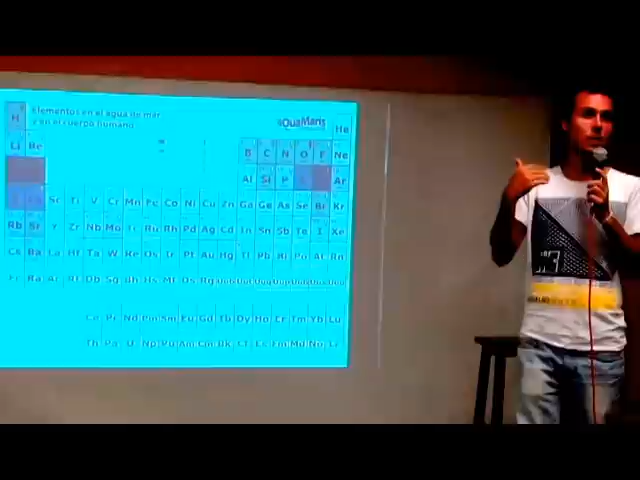 Elementos en el agua de mar
y en el cuerpo humano
aQuaMaris
H He
Li Be B C N O F Ne
Al Si P Ar
Sc Ti V Cr Mn Fe Co Ni Cu Zn Ga Ge As Se Br Kr
Rb Sr Y Zr Nb Mo Tc Ru Rh Pd Ag Cd In Sn Sb Te I Xe
Cs Ba La Hf Ta W Re Os Ir Pt Au Hg Tl Pb Bi Po At Rn
Fr Ra Ac Rf Db Sg Bh Hs Mt Ds Rg
Ce Pr Nd Pm Sm Eu Gd Tb Dy Ho Er Tm Yb Lu
Th Pa U Np Pu Am Cm Bk Cf Es Fm Md No Lr